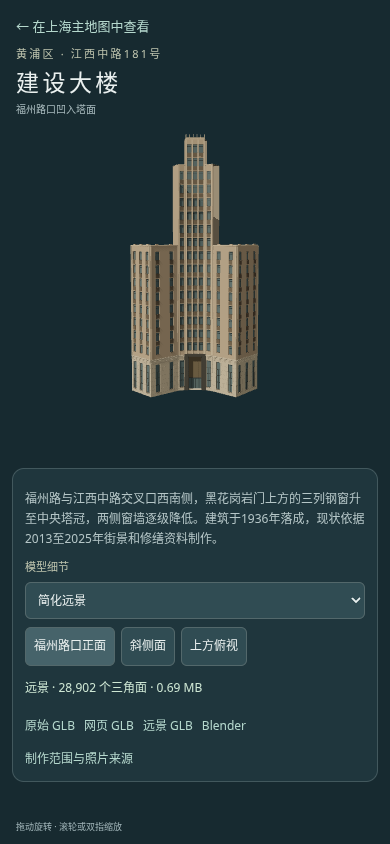 ← 在上海主地图中查看
黄浦区 · 江西中路181号
建设大楼
福州路口凹入塔面
福州路与江西中路交叉口西南侧，黑花岗岩门上方的三列钢窗升
至中央塔冠，两侧窗墙逐级降低。建筑于1936年落成，现状依据
2013至2025年街景和修缮资料制作。
模型细节
简化远景
福州路口正面 斜侧面 上方俯视
远景 · 28,902 个三角面 · 0.69 MB
原始 GLB 网页 GLB 远景 GLB Blender
制作范围与照片来源
拖动旋转 · 滚轮或双指缩放